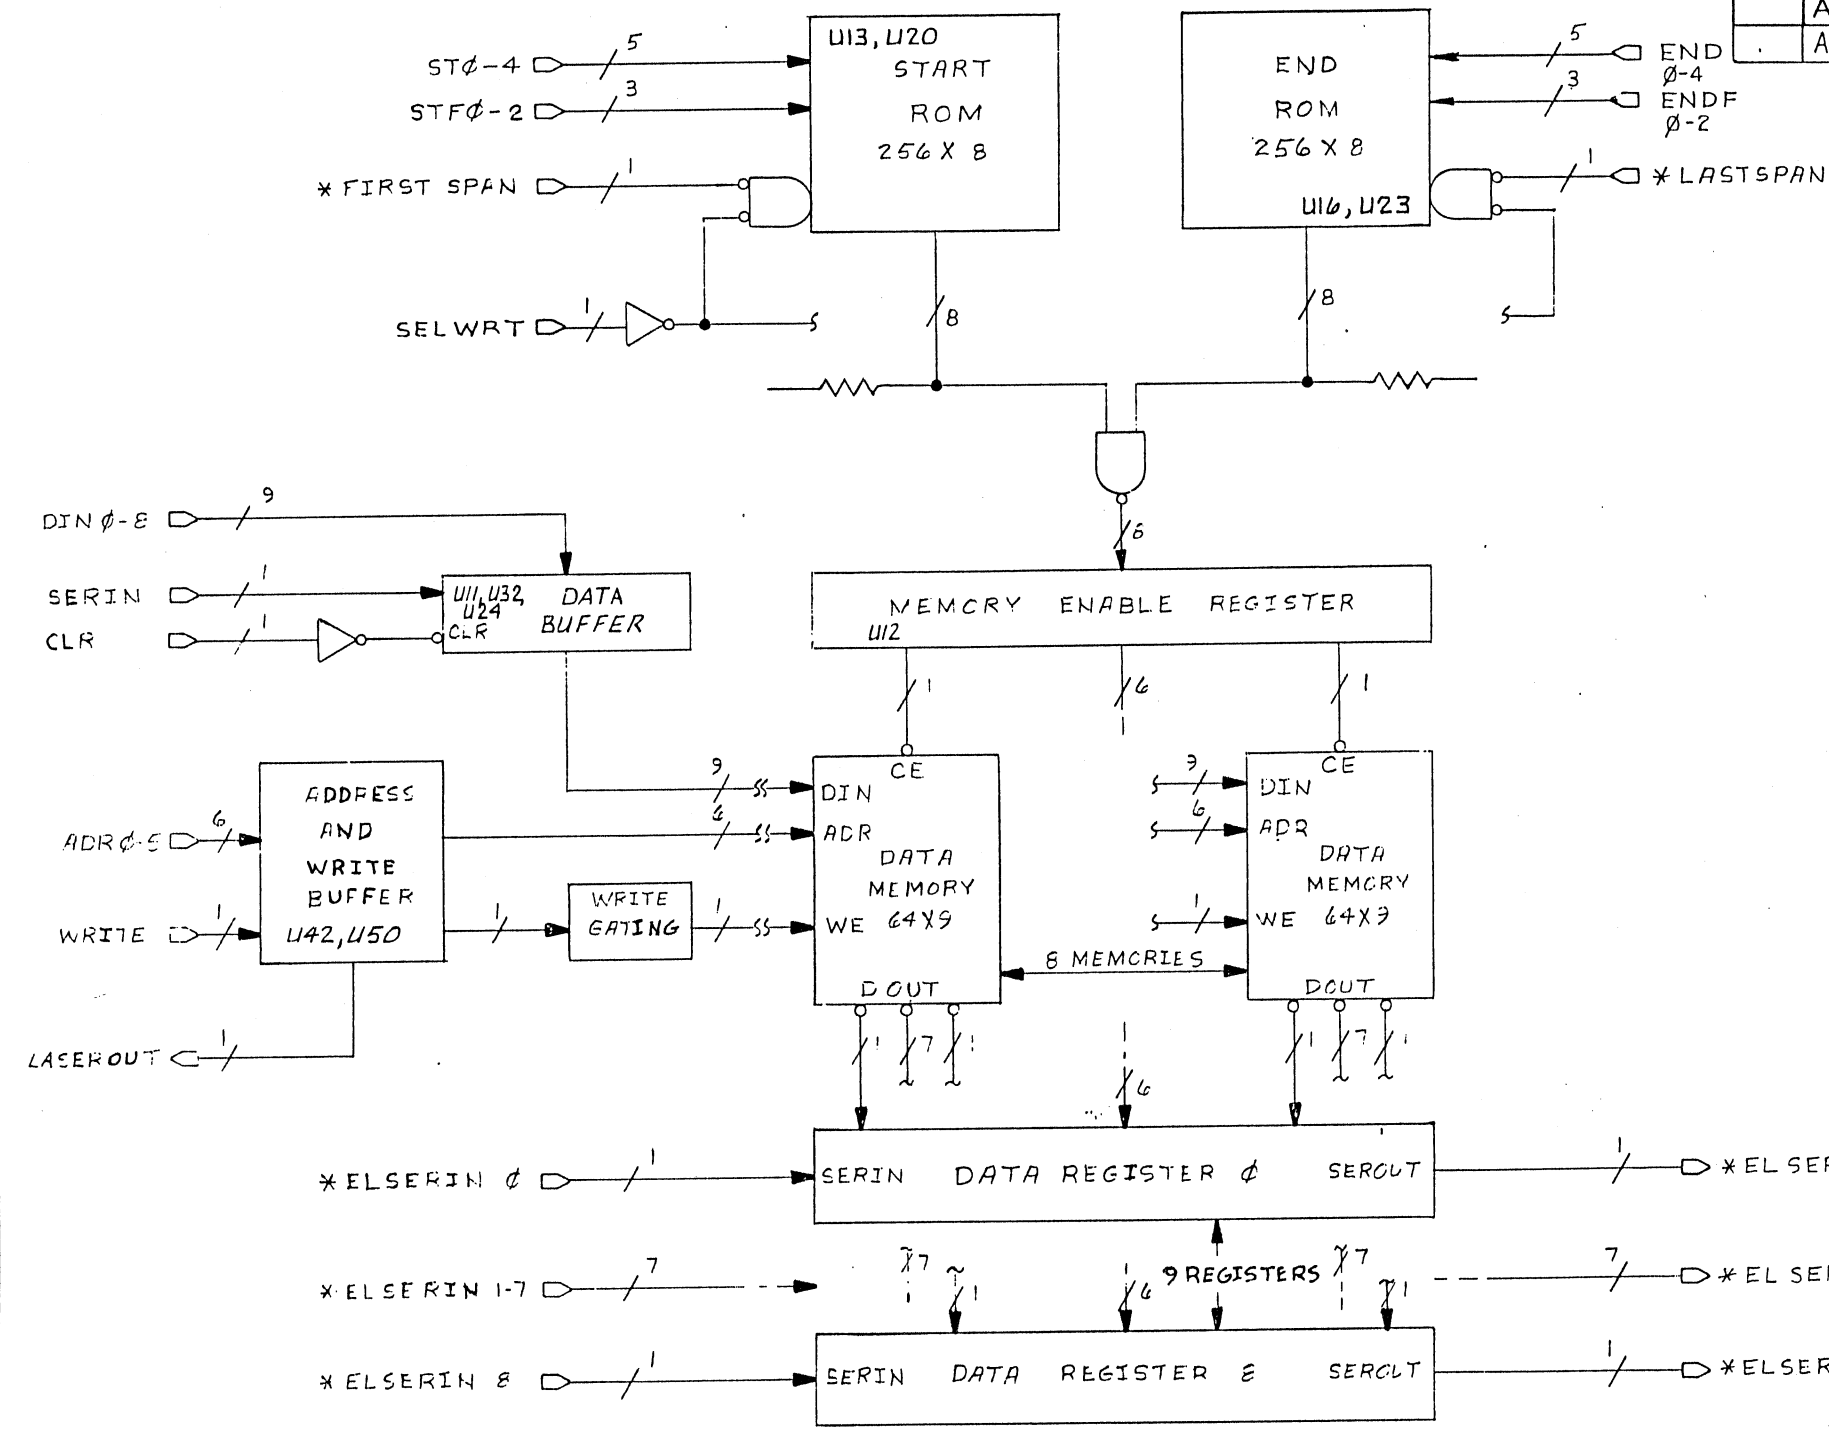 U13, U20
START
ROM
256 X 8
STØ-4
5
STFØ-2
3
*FIRST SPAN
1
SELWRT
1
8
END
ROM
256 X 8
U16, U23
5
END
Ø-4
3
ENDF
Ø-2
1
*LASTSPAN
8
A
A
8
DINØ-8
9
SERIN
1
CLR
1
U11, U32,
U24
CLR
DATA
BUFFER
MEMORY ENABLE REGISTER
U12
1
6
1
ADRØ-5
6
WRITE
1
ADDRESS
AND
WRITE
BUFFER
U42, U50
LASEROUT
1
1
WRITE
GATING
1
9
6
CE
DIN
ADR
DATA
MEMORY
64X9
WE
DOUT
8 MEMORIES
9
6
1
CE
DIN
ADR
DATA
MEMORY
64X9
WE
DOUT
1
7
1
6
1
7
1
*ELSERIN Ø
1
SERIN DATA REGISTER Ø SEROUT
1
*ELSER
*ELSERIN 1-7
7
7
1
6
9 REGISTERS
7
1
7
*ELSE
*ELSERIN 8
1
SERIN DATA REGISTER 8 SEROUT
1
*ELSER